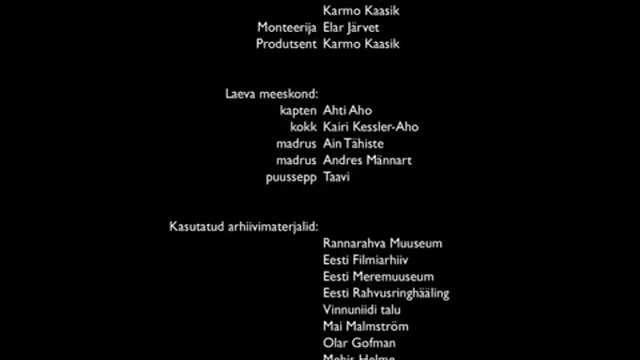 Karmo Kaasik
Monteerija Elar Järvet
Produtsent Karmo Kaasik
Laeva meeskond:
kapten Ahti Aho
kokk Kairi Kessler-Aho
madrus Ain Tähiste
madrus Andres Männart
puussepp Taavi
Kasutatud arhiivimaterjalid:
Rannarahva Muuseum
Eesti Filmiarhiiv
Eesti Meremuuseum
Eesti Rahvusringhääling
Vinnuniidi talu
Mai Malmström
Olar Gofman
Mehis Helme